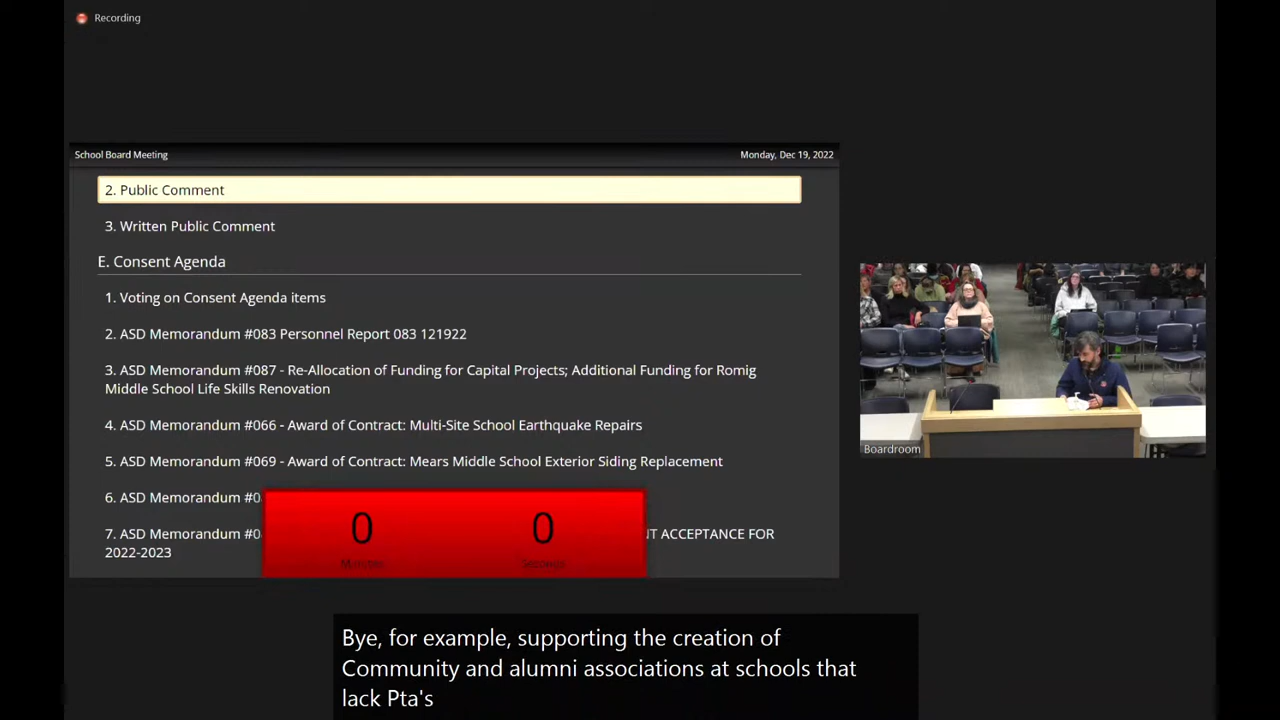 Recording
School Board Meeting
Monday, Dec 19, 2022
2. Public Comment
3. Written Public Comment
E. Consent Agenda
1. Voting on Consent Agenda items
2. ASD Memorandum #083 Personnel Report 083 121922
3. ASD Memorandum #087 - Re-Allocation of Funding for Capital Projects; Additional Funding for Romig
Middle School Life Skills Renovation
4. ASD Memorandum #066 - Award of Contract: Multi-Site School Earthquake Repairs
5. ASD Memorandum #069 - Award of Contract: Mears Middle School Exterior Siding Replacement
6. ASD Memorandum #0
7. ASD Memorandum #0 NT ACCEPTANCE FOR
2022-2023
0 0
Minutes Seconds
Boardroom
Bye, for example, supporting the creation of
Community and alumni associations at schools that
lack Pta's